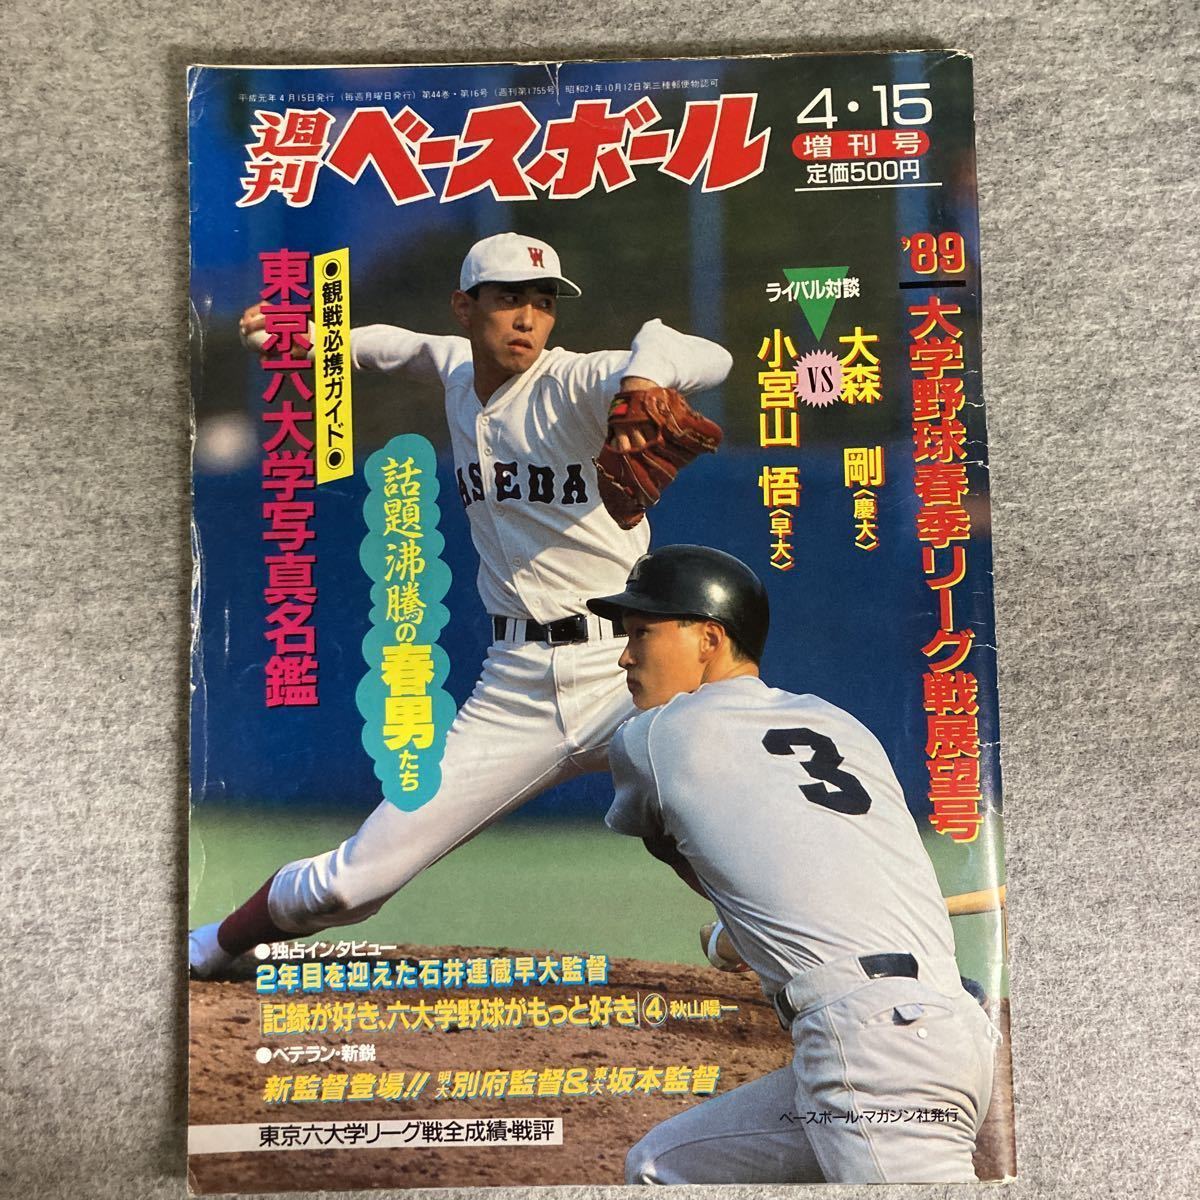 平成元年4月15日発行(毎週月曜日発行)第44巻・第16号(週刊第1755号) 昭和21年10月12日第三種郵便物認可
週刊ベースボール
4・15
増刊号
定価500円
'89大学野球春季リーグ戦展望号
ライバル対談
大森 剛〈慶大〉
VS
小宮山 悟〈早大〉
●観戦必携ガイド●
東京六大学写真名鑑
話題沸騰の春男たち
W
ASEDA
3
●独占インタビュー
2年目を迎えた石井連蔵早大監督
記録が好き、六大学野球がもっと好き④秋山陽一
●ベテラン・新鋭
新監督登場!!明大別府監督&東大坂本監督
東京六大学リーグ戦全成績・戦評
ベースボール・マガジン社発行